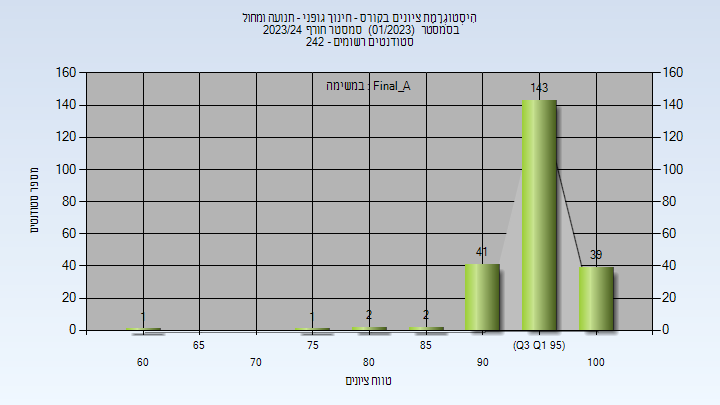 היסטוגרמת ציונים בקורס - חינוך גופני - תנועה ומחול
בסמסטר (01/2023) סמסטר חורף 2023/24
סטודנטים רשומים - 242
במשימה : Final_A
מספר סטודנטים
160 160
140 140
120 120
100 100
80 80
60 60
40 40
20 20
0 0
1 1 2 2 41 143 39
65 75 85 (Q3 Q1 95)
60 70 80 90 100
טווח ציונים